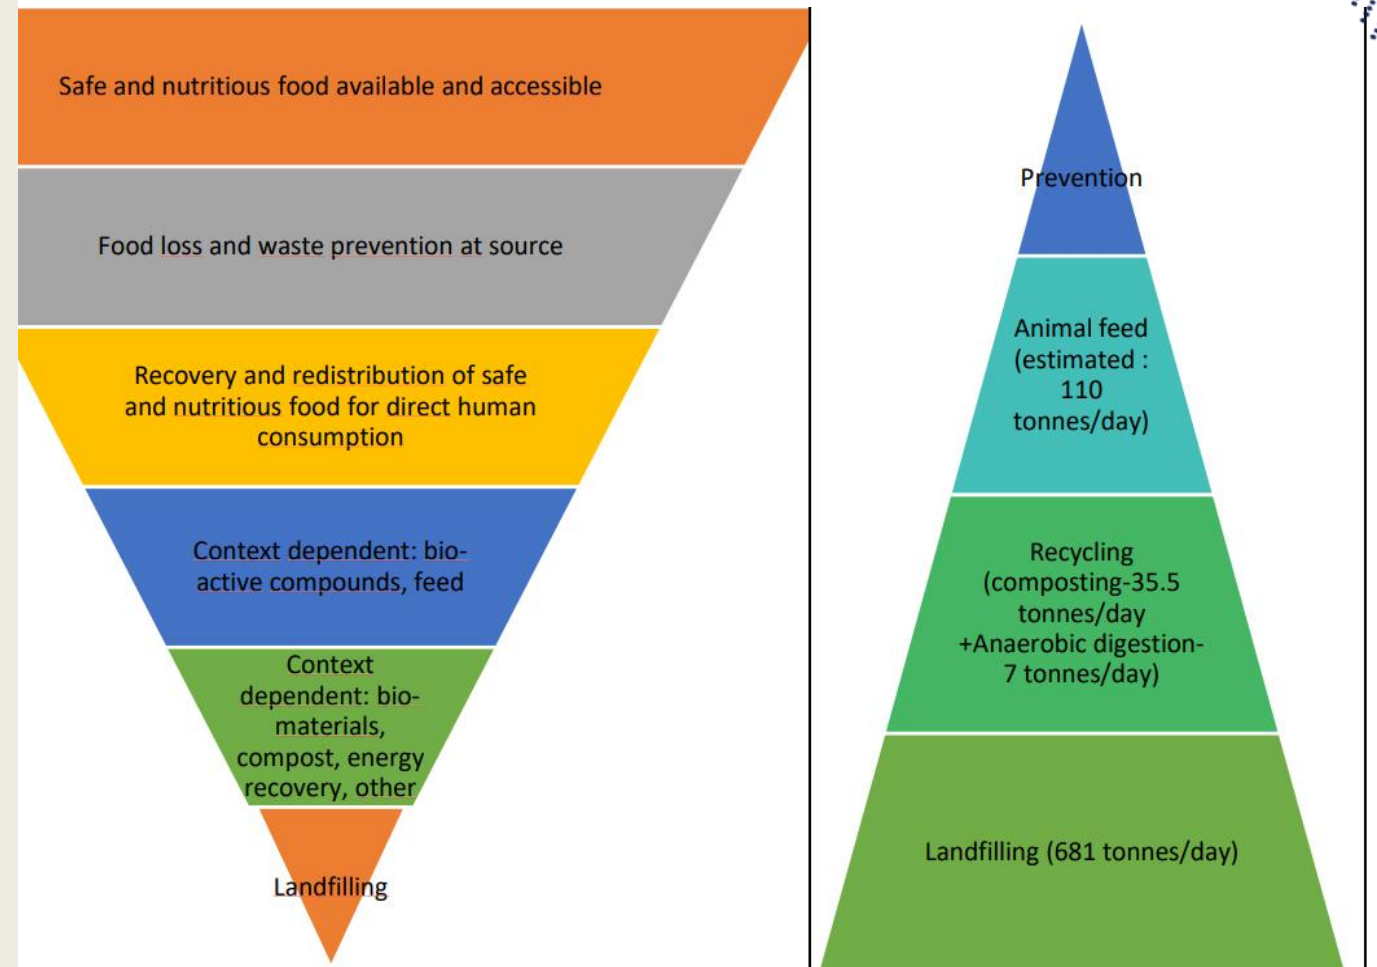 Safe and nutritious food available and accessible
Food loss and waste prevention at source
Recovery and redistribution of safe
and nutritious food for direct human
consumption
Context dependent: bio-
active compounds, feed
Context
dependent: bio-
materials,
compost, energy
recovery, other
Landfilling
Prevention
Animal feed
(estimated :
110
tonnes/day)
Recycling
(composting-35.5
tonnes/day
+Anaerobic digestion-
7 tonnes/day)
Landfilling (681 tonnes/day)